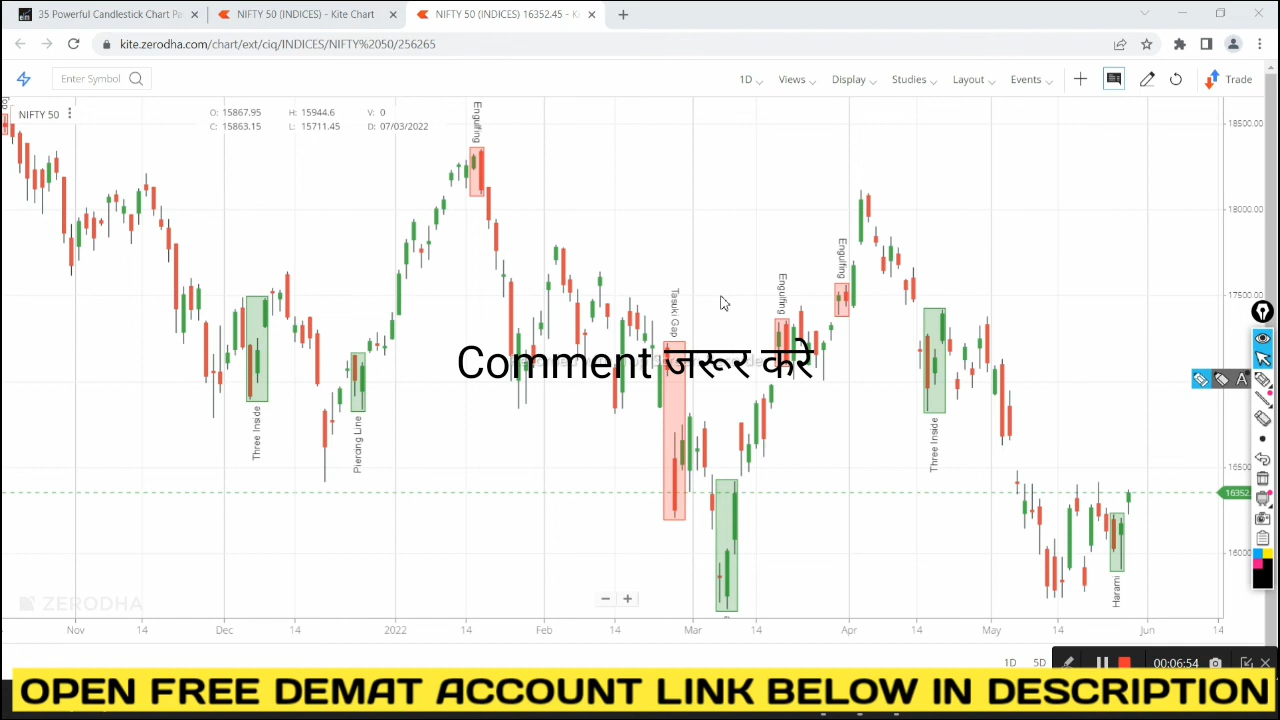 35 Powerful Candlestick Chart Pa
NIFTY 50 (INDICES) - Kite Chart
NIFTY 50 (INDICES) 16352.45 - K
kite.zerodha.com/chart/ext/ciq/INDICES/NIFTY%2050/256265
Enter Symbol
1D Views Display Studies Layout Events Trade
NIFTY 50
O: 15867.95 H: 15944.6 V: 0
C: 15863.15 L: 15711.45 D: 07/03/2022
Engulfing
18500.00
18000.00
Engulfing
Engulfing
Tasuki Gap
17500.00
Comment जरूर करे
Three Inside
Piercing Line
Three Inside
16500
16352.
16000
Harami
ZERODHA
Nov 14 Dec 14 2022 14 Feb 14 Mar 14 Apr 14 May 14 Jun 14
1D 5D
00:06:54
OPEN FREE DEMAT ACCOUNT LINK BELOW IN DESCRIPTION